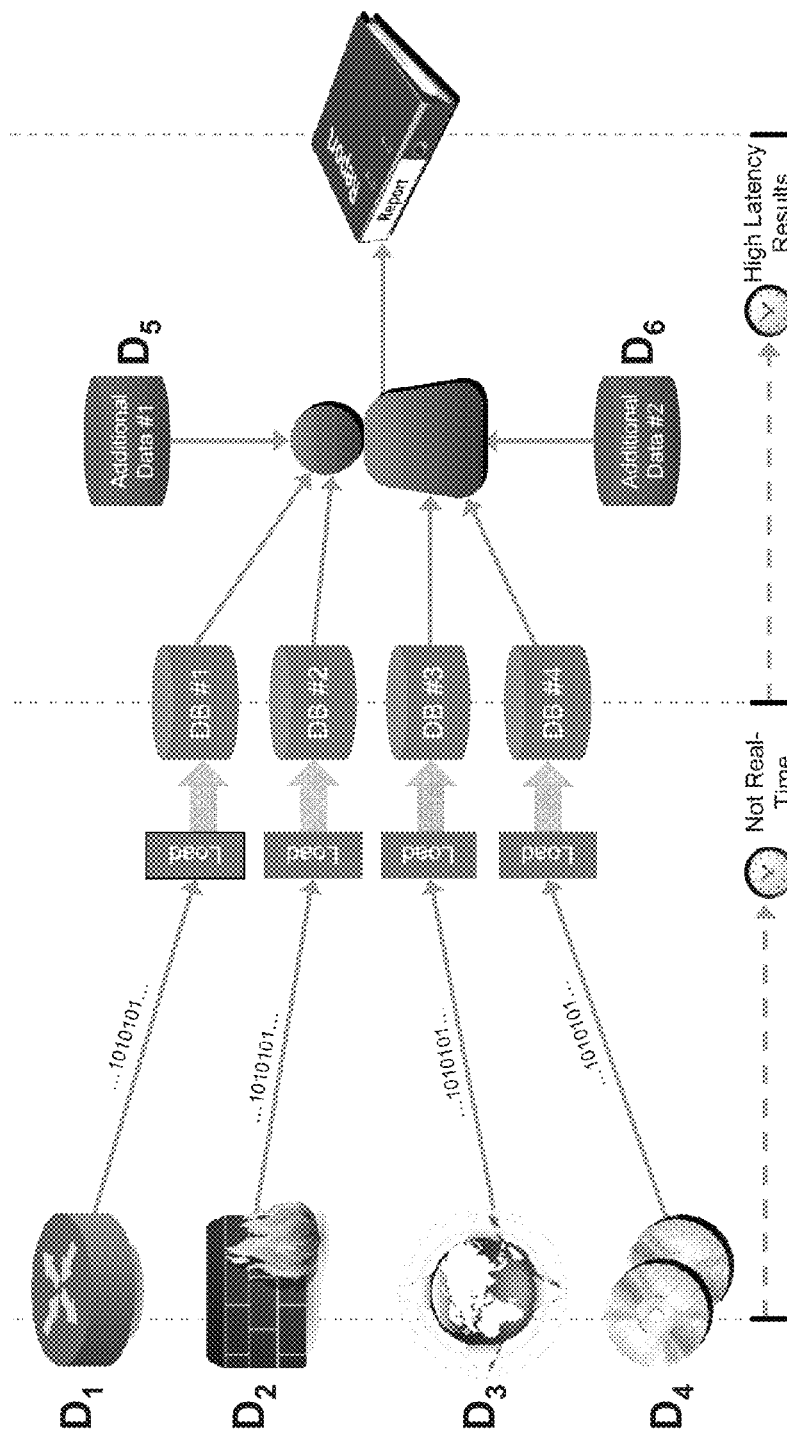 D1
D2
D3
D4
...1010101...
...1010101...
...1010101...
...1010101...
Load
Load
Load
Load
DB #1
DB #2
DB #3
DB #4
Additional
Data #1
D5
Additional
Data #2
D6
Report
Not Real-
Time
High Latency
Results